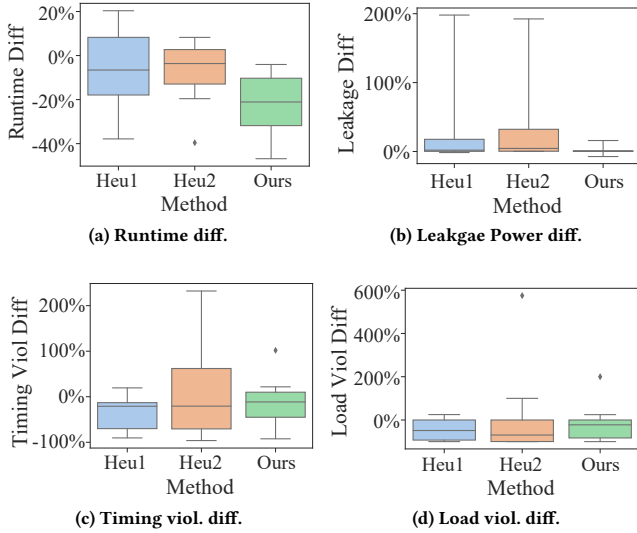 20%
0%
-20%
-40%
Runtime Diff
Heu1 Heu2 Ours
Method
(a) Runtime diff.
200%
100%
0%
Leakage Diff
Heu1 Heu2 Ours
Method
(b) Leakgae Power diff.
200%
100%
0%
-100%
Timing Viol Diff
Heu1 Heu2 Ours
Method
(c) Timing viol. diff.
600%
400%
200%
0%
Load Viol Diff
Heu1 Heu2 Ours
Method
(d) Load viol. diff.